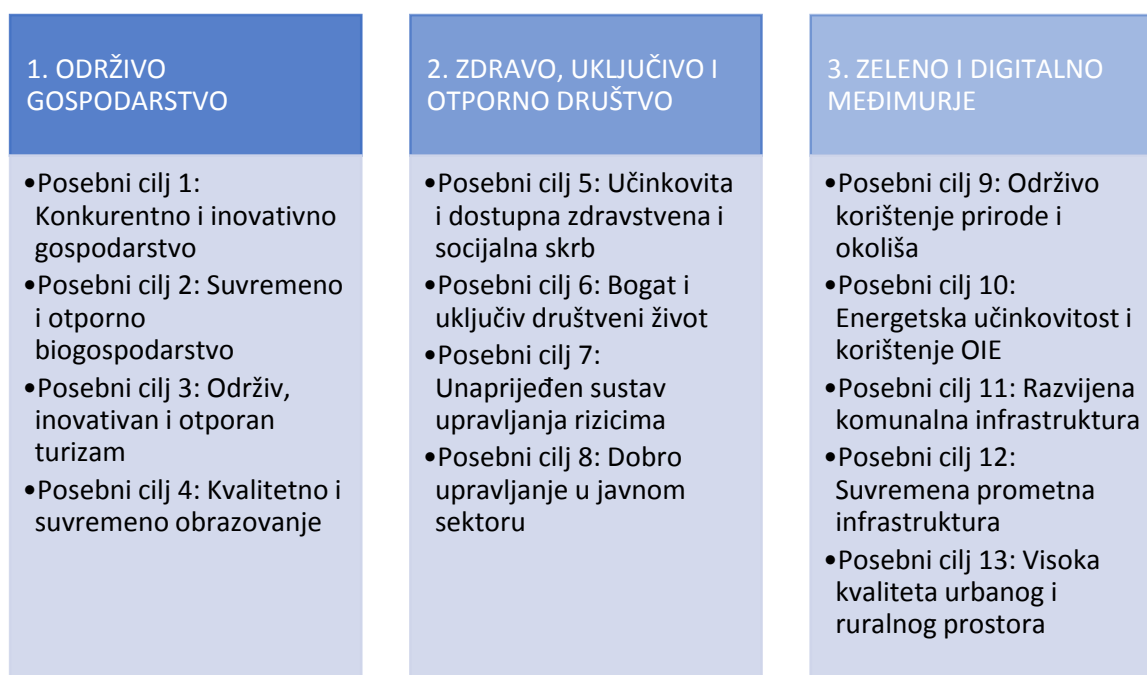 1. ODRŽIVO
GOSPODARSTVO
•Posebni cilj 1:
Konkurentno i inovativno
gospodarstvo
•Posebni cilj 2: Suvremeno
i otporno
biogospodarstvo
•Posebni cilj 3: Održiv,
inovativan i otporan
turizam
•Posebni cilj 4: Kvalitetno i
suvremeno obrazovanje
2. ZDRAVO, UKLJUČIVO I
OTPORNO DRUŠTVO
•Posebni cilj 5: Učinkovita
i dostupna zdravstvena i
socijalna skrb
•Posebni cilj 6: Bogat i
uključiv društveni život
•Posebni cilj 7:
Unaprijeđen sustav
upravljanja rizicima
•Posebni cilj 8: Dobro
upravljanje u javnom
sektoru
3. ZELENO I DIGITALNO
MEĐIMURJE
•Posebni cilj 9: Održivo
korištenje prirode i
okoliša
•Posebni cilj 10:
Energetska učinkovitost i
korištenje OIE
•Posebni cilj 11: Razvijena
komunalna infrastruktura
•Posebni cilj 12:
Suvremena prometna
infrastruktura
•Posebni cilj 13: Visoka
kvaliteta urbanog i
ruralnog prostora